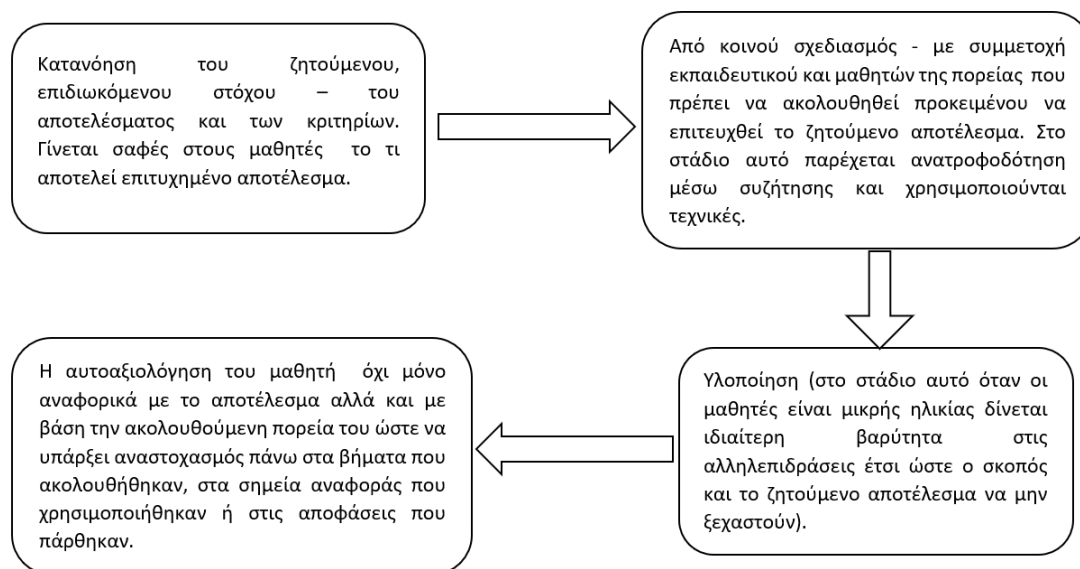 Κατανόηση του ζητούμενου,
επιδιωκόμενου στόχου – του
αποτελέσματος και των κριτηρίων.
Γίνεται σαφές στους μαθητές το τι
αποτελεί επιτυχημένο αποτέλεσμα.
Από κοινού σχεδιασμός - με συμμετοχή
εκπαιδευτικού και μαθητών της πορείας που
πρέπει να ακολουθηθεί προκειμένου να
επιτευχθεί το ζητούμενο αποτέλεσμα. Στο
στάδιο αυτό παρέχεται ανατροφοδότηση
μέσω συζήτησης και χρησιμοποιούνται
τεχνικές.
Υλοποίηση (στο στάδιο αυτό όταν οι
μαθητές είναι μικρής ηλικίας δίνεται
ιδιαίτερη βαρύτητα στις
αλληλεπιδράσεις έτσι ώστε ο σκοπός
και το ζητούμενο αποτέλεσμα να μην
ξεχαστούν).
Η αυτοαξιολόγηση του μαθητή όχι μόνο
αναφορικά με το αποτέλεσμα αλλά και με
βάση την ακολουθούμενη πορεία του ώστε να
υπάρξει αναστοχασμός πάνω στα βήματα που
ακολουθήθηκαν, στα σημεία αναφοράς που
χρησιμοποιήθηκαν ή στις αποφάσεις που
πάρθηκαν.